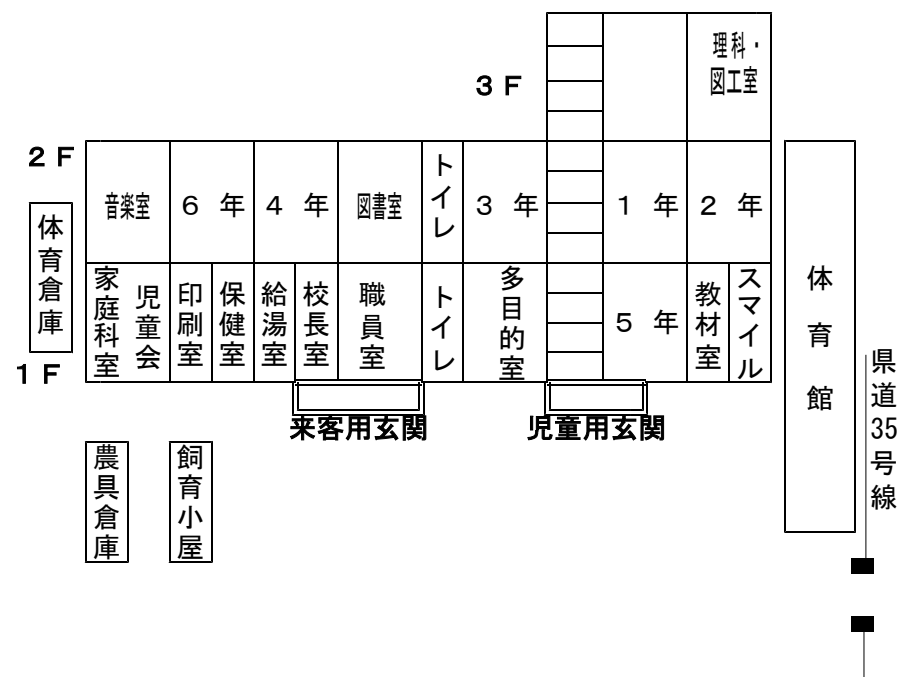 3F
理科・
図工室
2F
音楽室
6年
4年
図書室
トイレ
3年
1年
2年
体育倉庫
家庭科室
児童会
印刷室
保健室
給湯室
校長室
職員室
トイレ
多目的室
5年
教材室
スマイル
体育館
1F
来客用玄関
児童用玄関
県道35号線
農具倉庫
飼育小屋